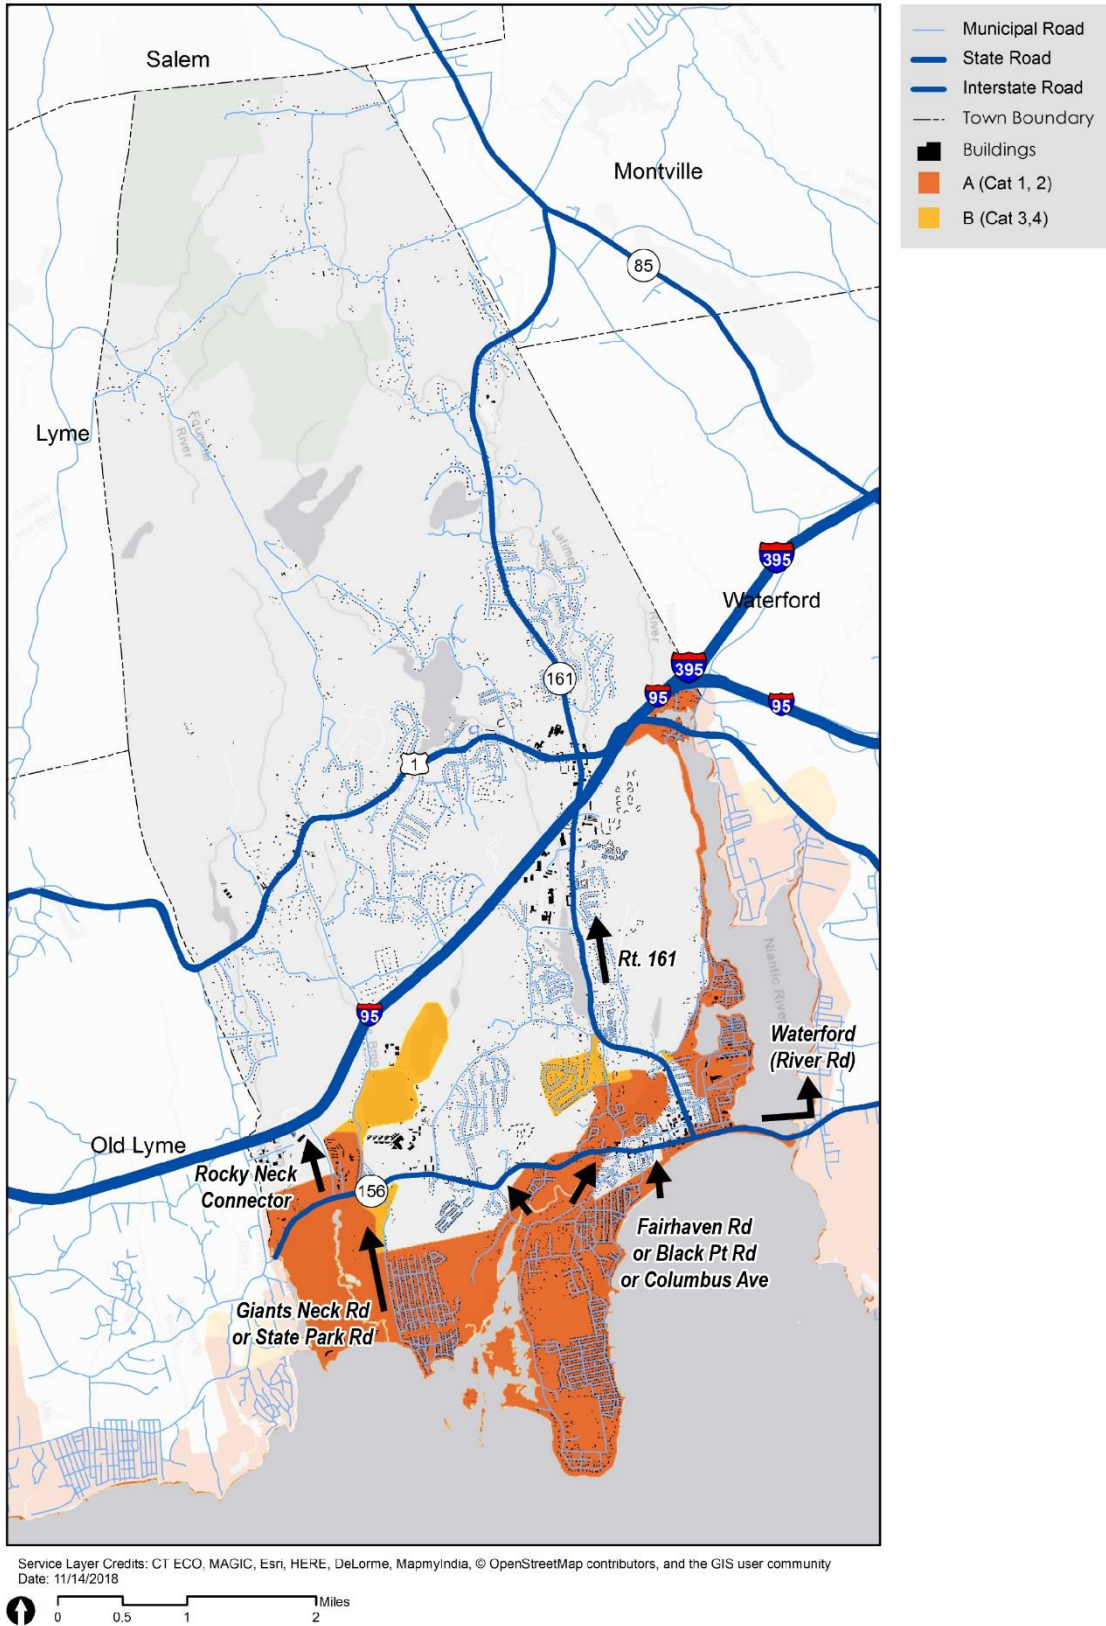 Salem
Montville
85
Lyme
Latimer
Brook
395
Waterford
River
161
395
95
95
1
Rt. 161
Niantic River
95
Waterford
(River Rd)
Brook
Old Lyme
Rocky Neck
Connector
156
Fairhaven Rd
or Black Pt Rd
or Columbus Ave
Giants Neck Rd
or State Park Rd
Municipal Road
State Road
Interstate Road
Town Boundary
Buildings
A (Cat 1, 2)
B (Cat 3,4)
Service Layer Credits: CT ECO, MAGIC, Esri, HERE, DeLorme, MapmyIndia, © OpenStreetMap contributors, and the GIS user community
Date: 11/14/2018
Miles
0 0.5 1 2